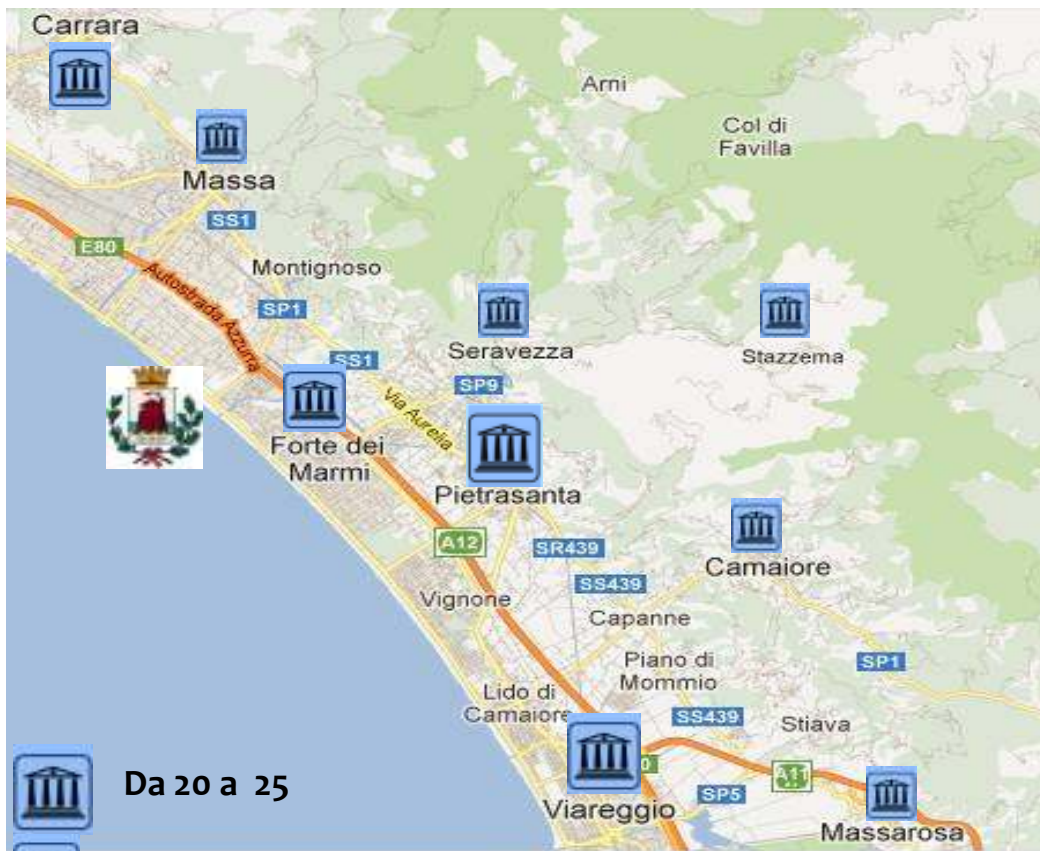 Carrara
Arni
Col di
Favilla
Massa
SS1
E80
Montignoso
Autostrada Azzurra
SP1
Seravezza
Stazzema
SS1
SP9
Via Aurelia
Forte dei
Marmi
Pietrasanta
A12
SR439
Camaiore
SS439
Vignone
Capanne
SP1
Piano di
Mommio
Lido di
Camaiore
SS439
Stiava
A11
Da 20 a 25
SP5
Viareggio
Massarosa